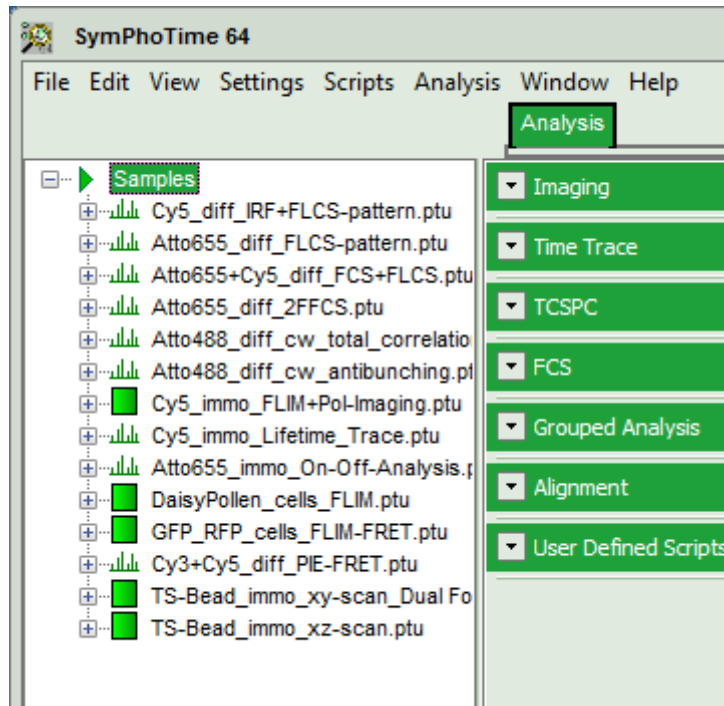 SymPhoTime 64
File Edit View Settings Scripts Analysis Window Help
Analysis
Samples
Cy5_diff_IRF+FLCS-pattern.ptu
Atto655_diff_FLCS-pattern.ptu
Atto655+Cy5_diff_FCS+FLCS.ptu
Atto655_diff_2FFCS.ptu
Atto488_diff_cw_total_correlatio
Atto488_diff_cw_antibunching.pt
Cy5_immo_FLIM+Pol-Imaging.ptu
Cy5_immo_Lifetime_Trace.ptu
Atto655_immo_On-Off-Analysis.p
DaisyPollen_cells_FLIM.ptu
GFP_RFP_cells_FLIM-FRET.ptu
Cy3+Cy5_diff_PIE-FRET.ptu
TS-Bead_immo_xy-scan_Dual Fo
TS-Bead_immo_xz-scan.ptu
Imaging
Time Trace
TCSPC
FCS
Grouped Analysis
Alignment
User Defined Scripts